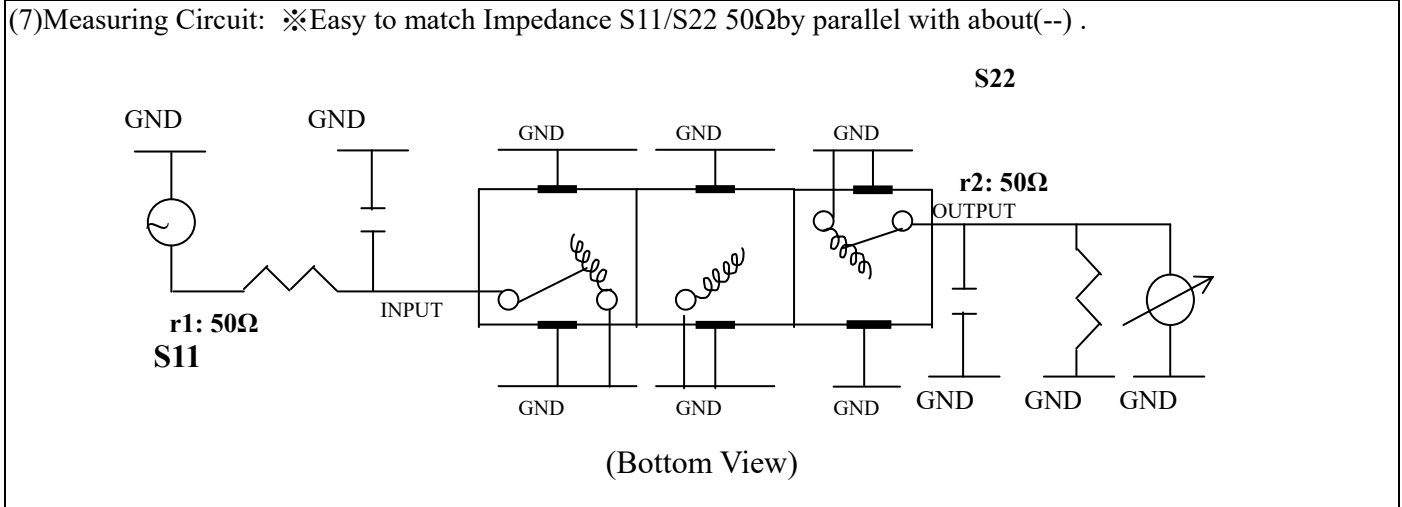 (7)Measuring Circuit: ※Easy to match Impedance S11/S22 50Ωby parallel with about(--) .
S22
GND GND GND GND GND
r2: 50Ω
OUTPUT
INPUT
r1: 50Ω
S11
GND GND GND GND GND GND
(Bottom View)